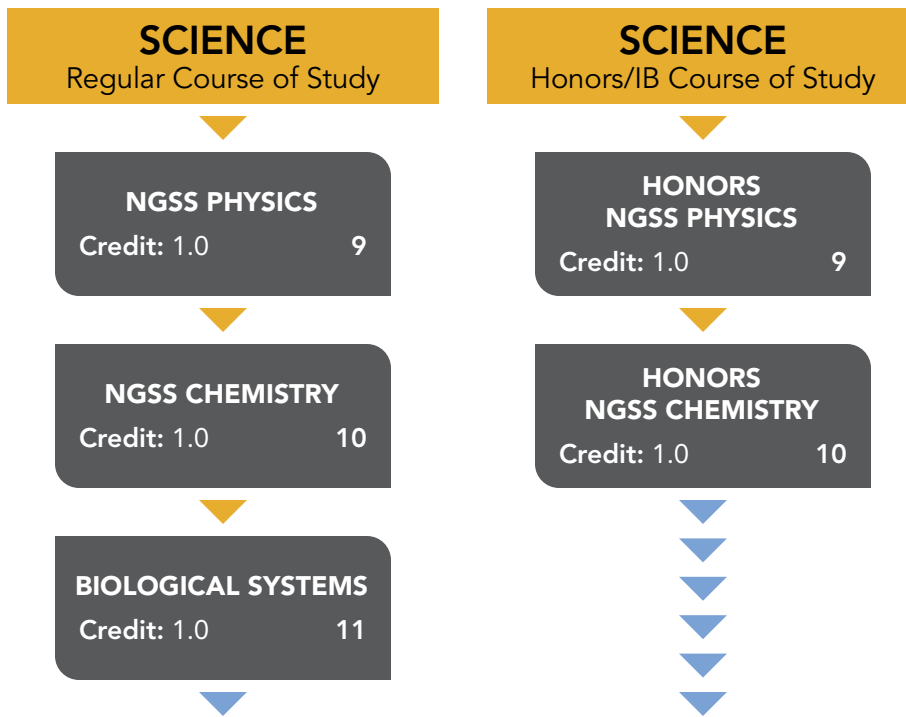 SCIENCE
Regular Course of Study
NGSS PHYSICS
Credit: 1.0 9
NGSS CHEMISTRY
Credit: 1.0 10
BIOLOGICAL SYSTEMS
Credit: 1.0 11
SCIENCE
Honors/IB Course of Study
HONORS
NGSS PHYSICS
Credit: 1.0 9
HONORS
NGSS CHEMISTRY
Credit: 1.0 10